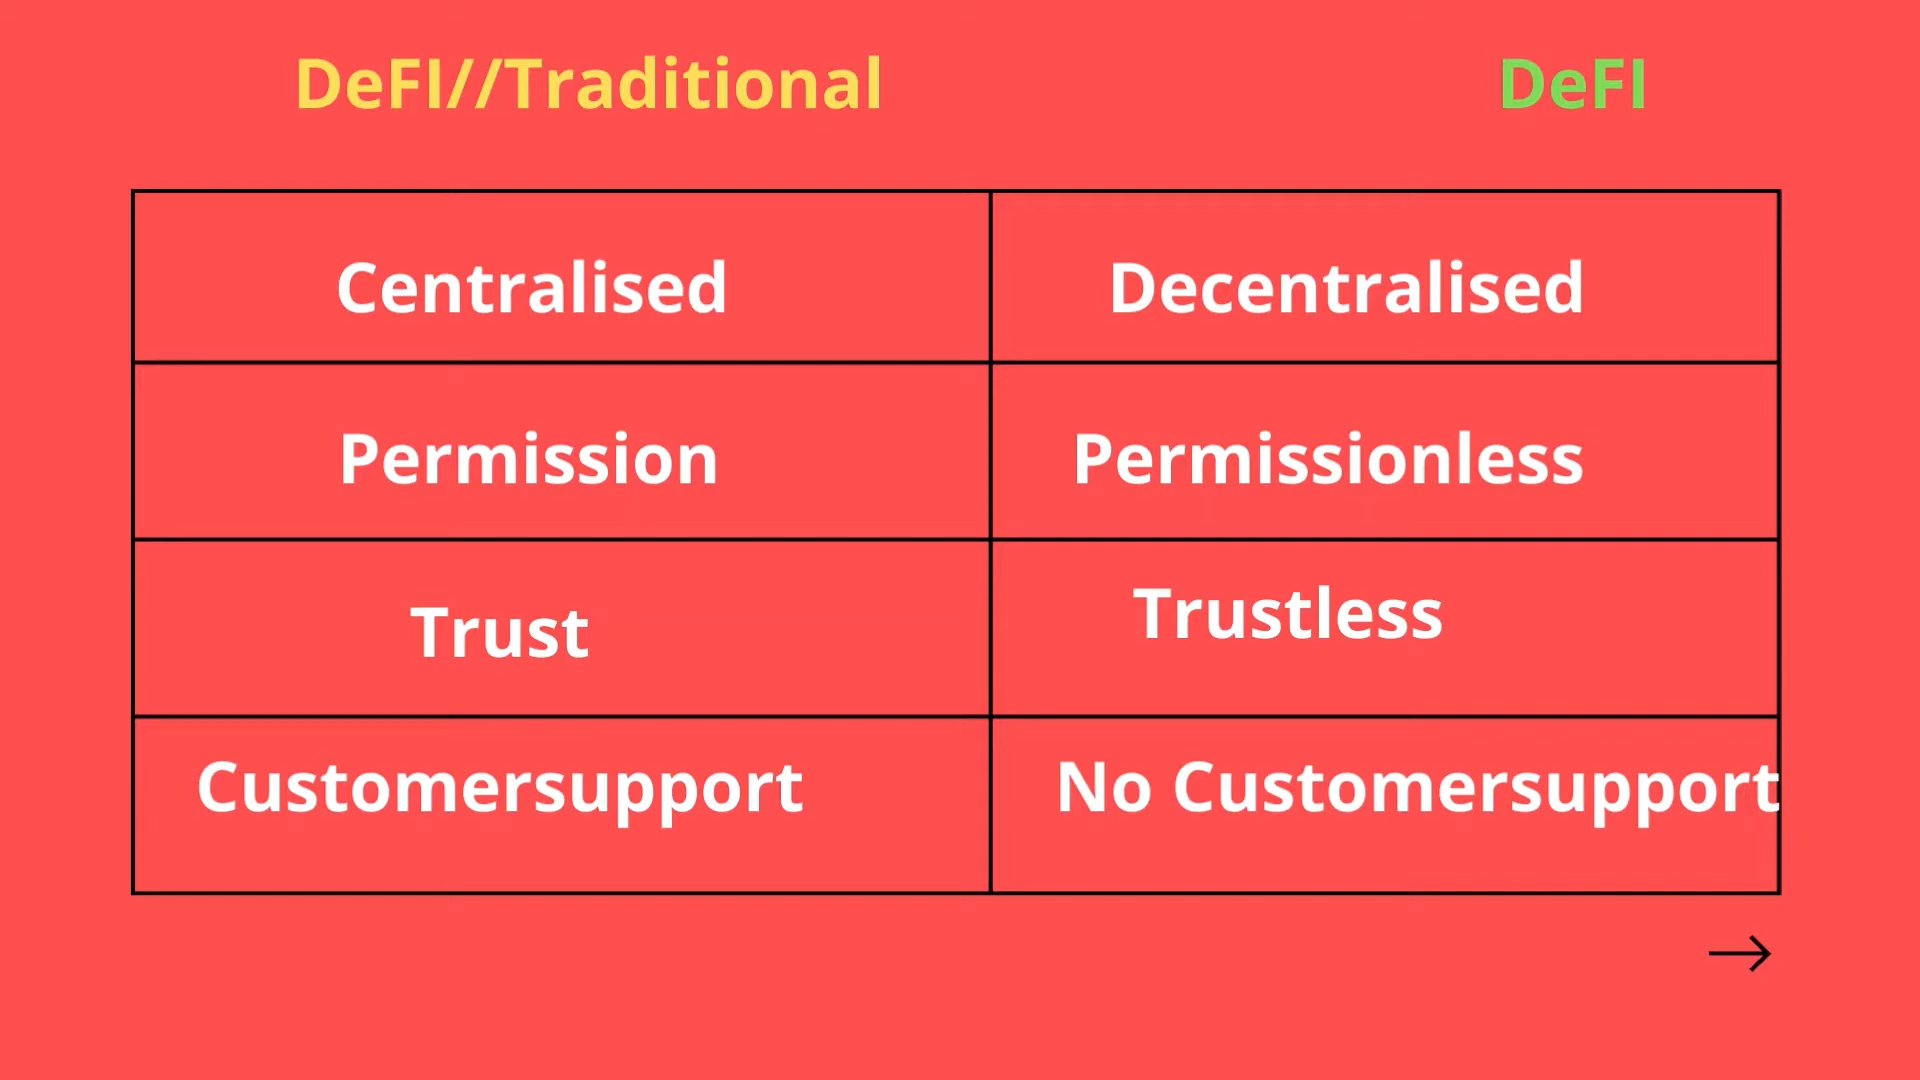 DeFI//Traditional DeFI
Centralised Decentralised
Permission Permissionless
Trust Trustless
Customersupport No Customersupport